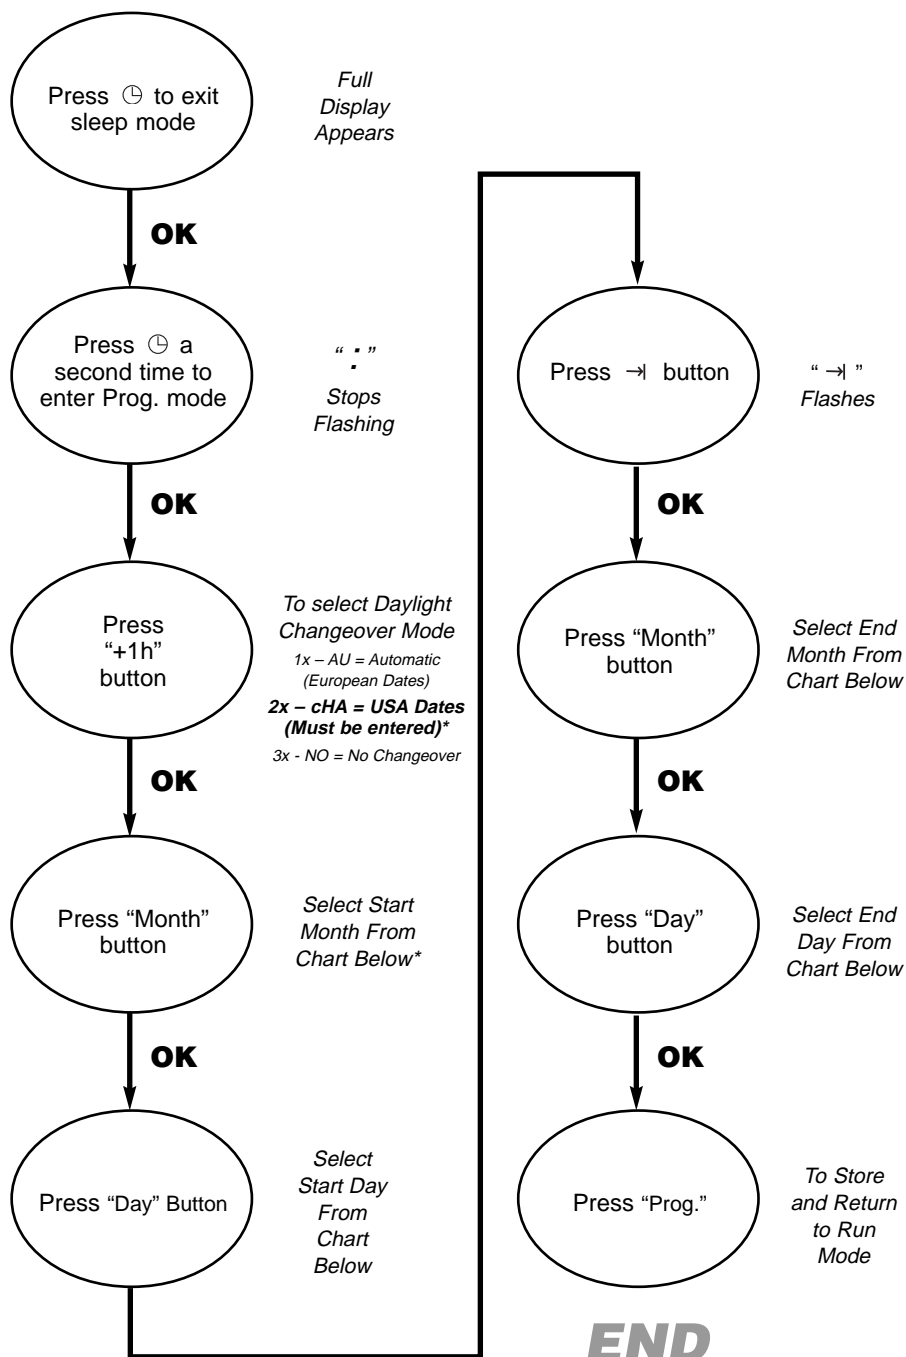 Press 🕒 to exit
sleep mode
Full
Display
Appears
OK
Press 🕒 a
second time to
enter Prog. mode
“ : ”
Stops
Flashing
OK
Press
“+1h”
button
To select Daylight
Changeover Mode
1x – AU = Automatic
(European Dates)
2x – cHA = USA Dates
(Must be entered)*
3x - NO = No Changeover
OK
Press “Month”
button
Select Start
Month From
Chart Below*
OK
Press “Day” Button
Select
Start Day
From
Chart
Below
Press →| button
“ →| ”
Flashes
OK
Press “Month”
button
Select End
Month From
Chart Below
OK
Press “Day”
button
Select End
Day From
Chart Below
OK
Press “Prog.”
To Store
and Return
to Run
Mode
END